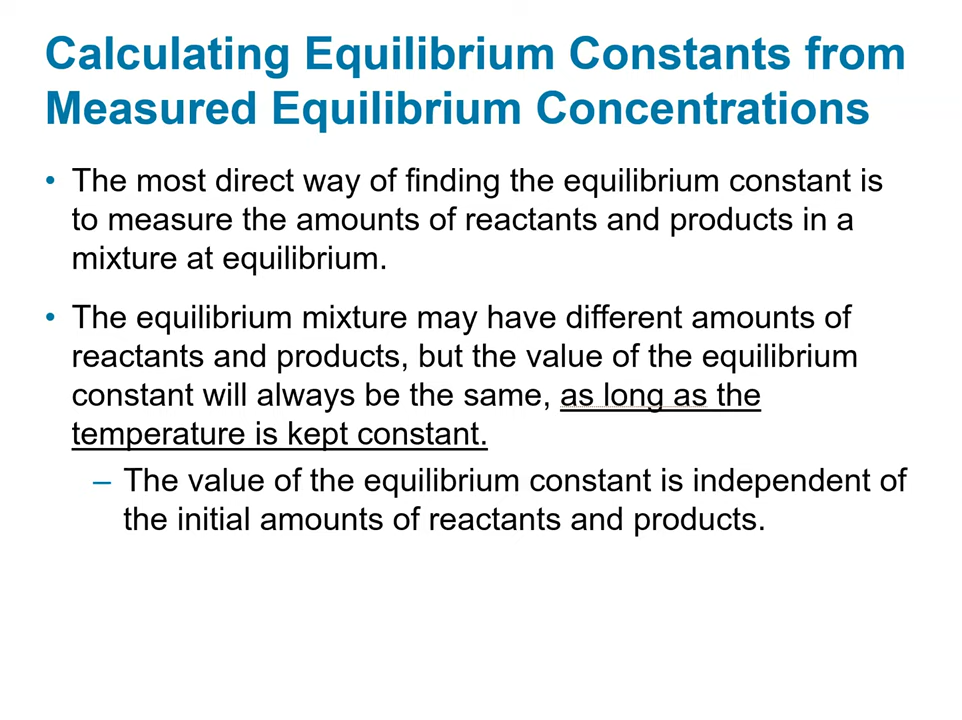 Calculating Equilibrium Constants from
Measured Equilibrium Concentrations
• The most direct way of finding the equilibrium constant is
to measure the amounts of reactants and products in a
mixture at equilibrium.
• The equilibrium mixture may have different amounts of
reactants and products, but the value of the equilibrium
constant will always be the same, as long as the
temperature is kept constant.
– The value of the equilibrium constant is independent of
the initial amounts of reactants and products.